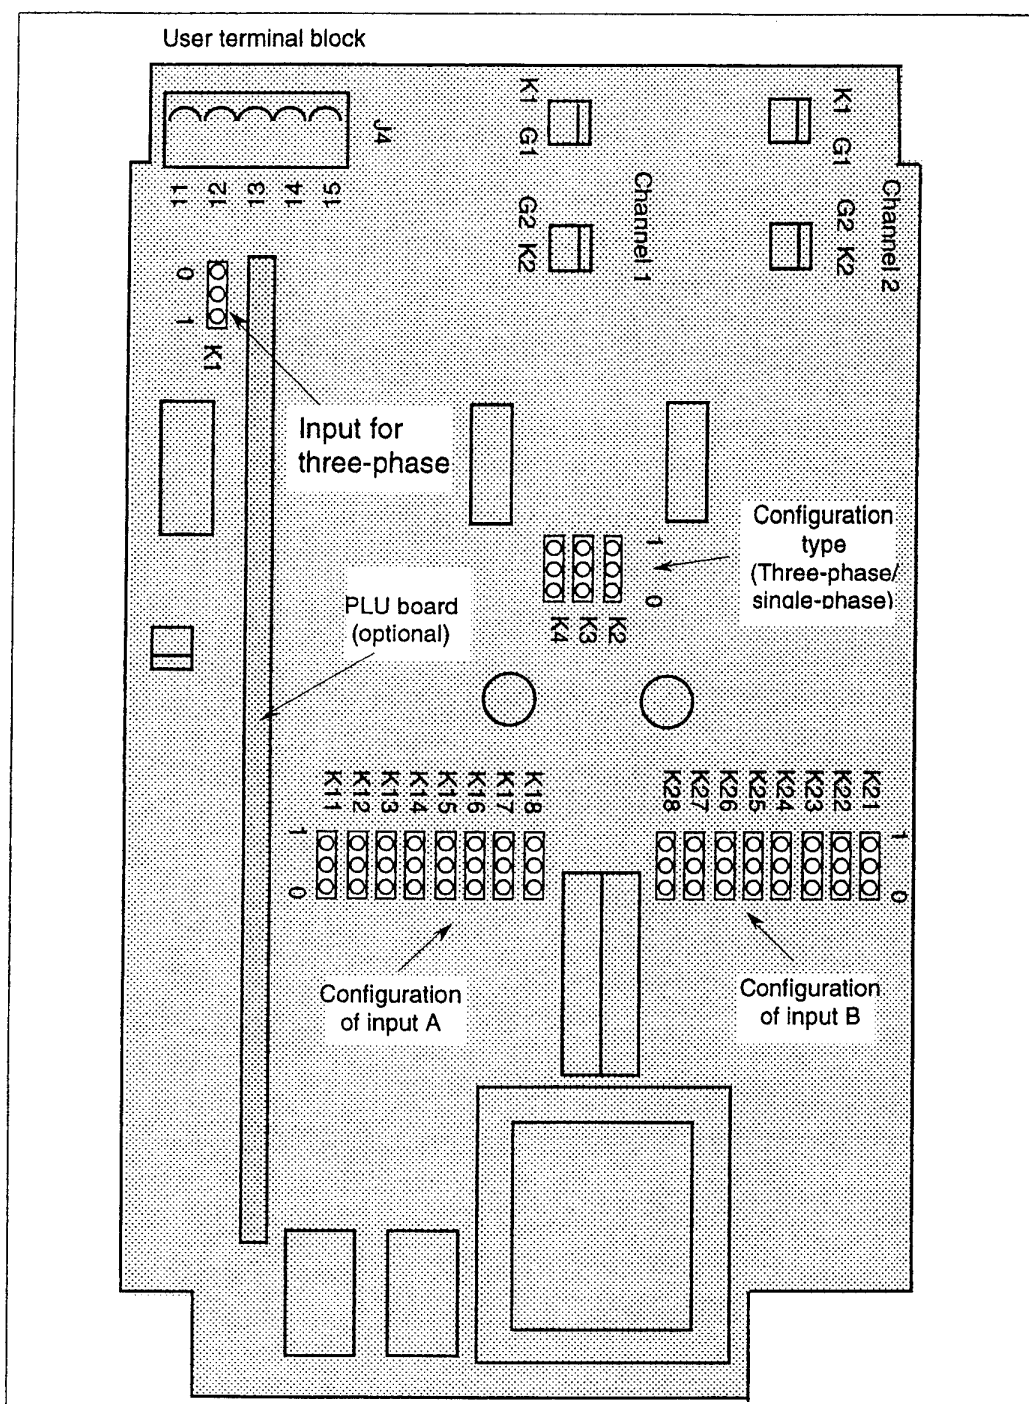 User terminal block
J4
11
12
13
14
15
K1
G1
G2
K2
Channel 1
K1
G1
G2
K2
Channel 2
0
1
K1
Input for
three-phase
Configuration
type
(Three-phase/
single-phase)
1
0
K4
K3
K2
PLU board
(optional)
K11
K12
K13
K14
K15
K16
K17
K18
1
0
K28
K27
K26
K25
K24
K23
K22
K21
1
0
Configuration
of input A
Configuration
of input B